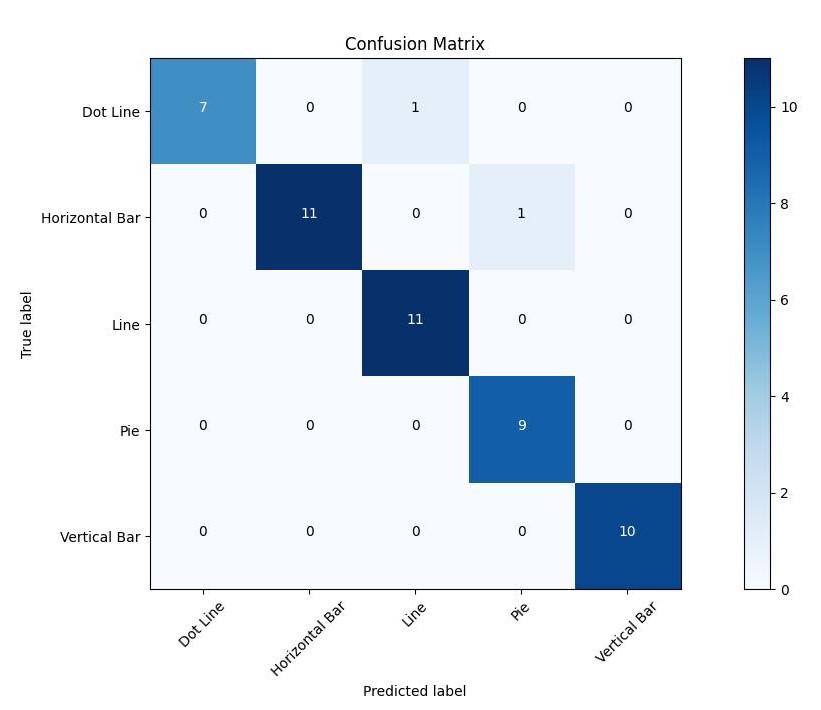 Confusion Matrix
Dot Line 7 0 1 0 0
Horizontal Bar 0 11 0 1 0
Line 0 0 11 0 0
Pie 0 0 0 9 0
Vertical Bar 0 0 0 0 10
True label
Dot Line Horizontal Bar Line Pie Vertical Bar
Predicted label
10
8
6
4
2
0